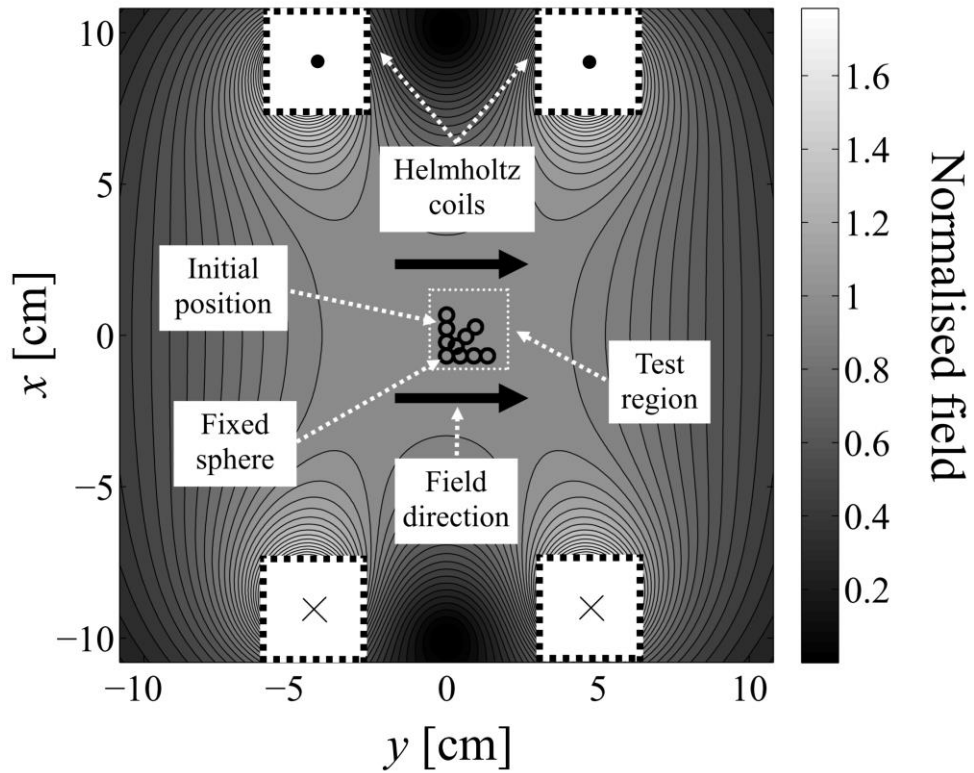 10
5
0
−5
−10
x [cm]
−10
−5
0
5
10
y [cm]
Helmholtz
coils
Initial
position
Test
region
Fixed
sphere
Field
direction
1.6
1.4
1.2
1
0.8
0.6
0.4
0.2
Normalised field